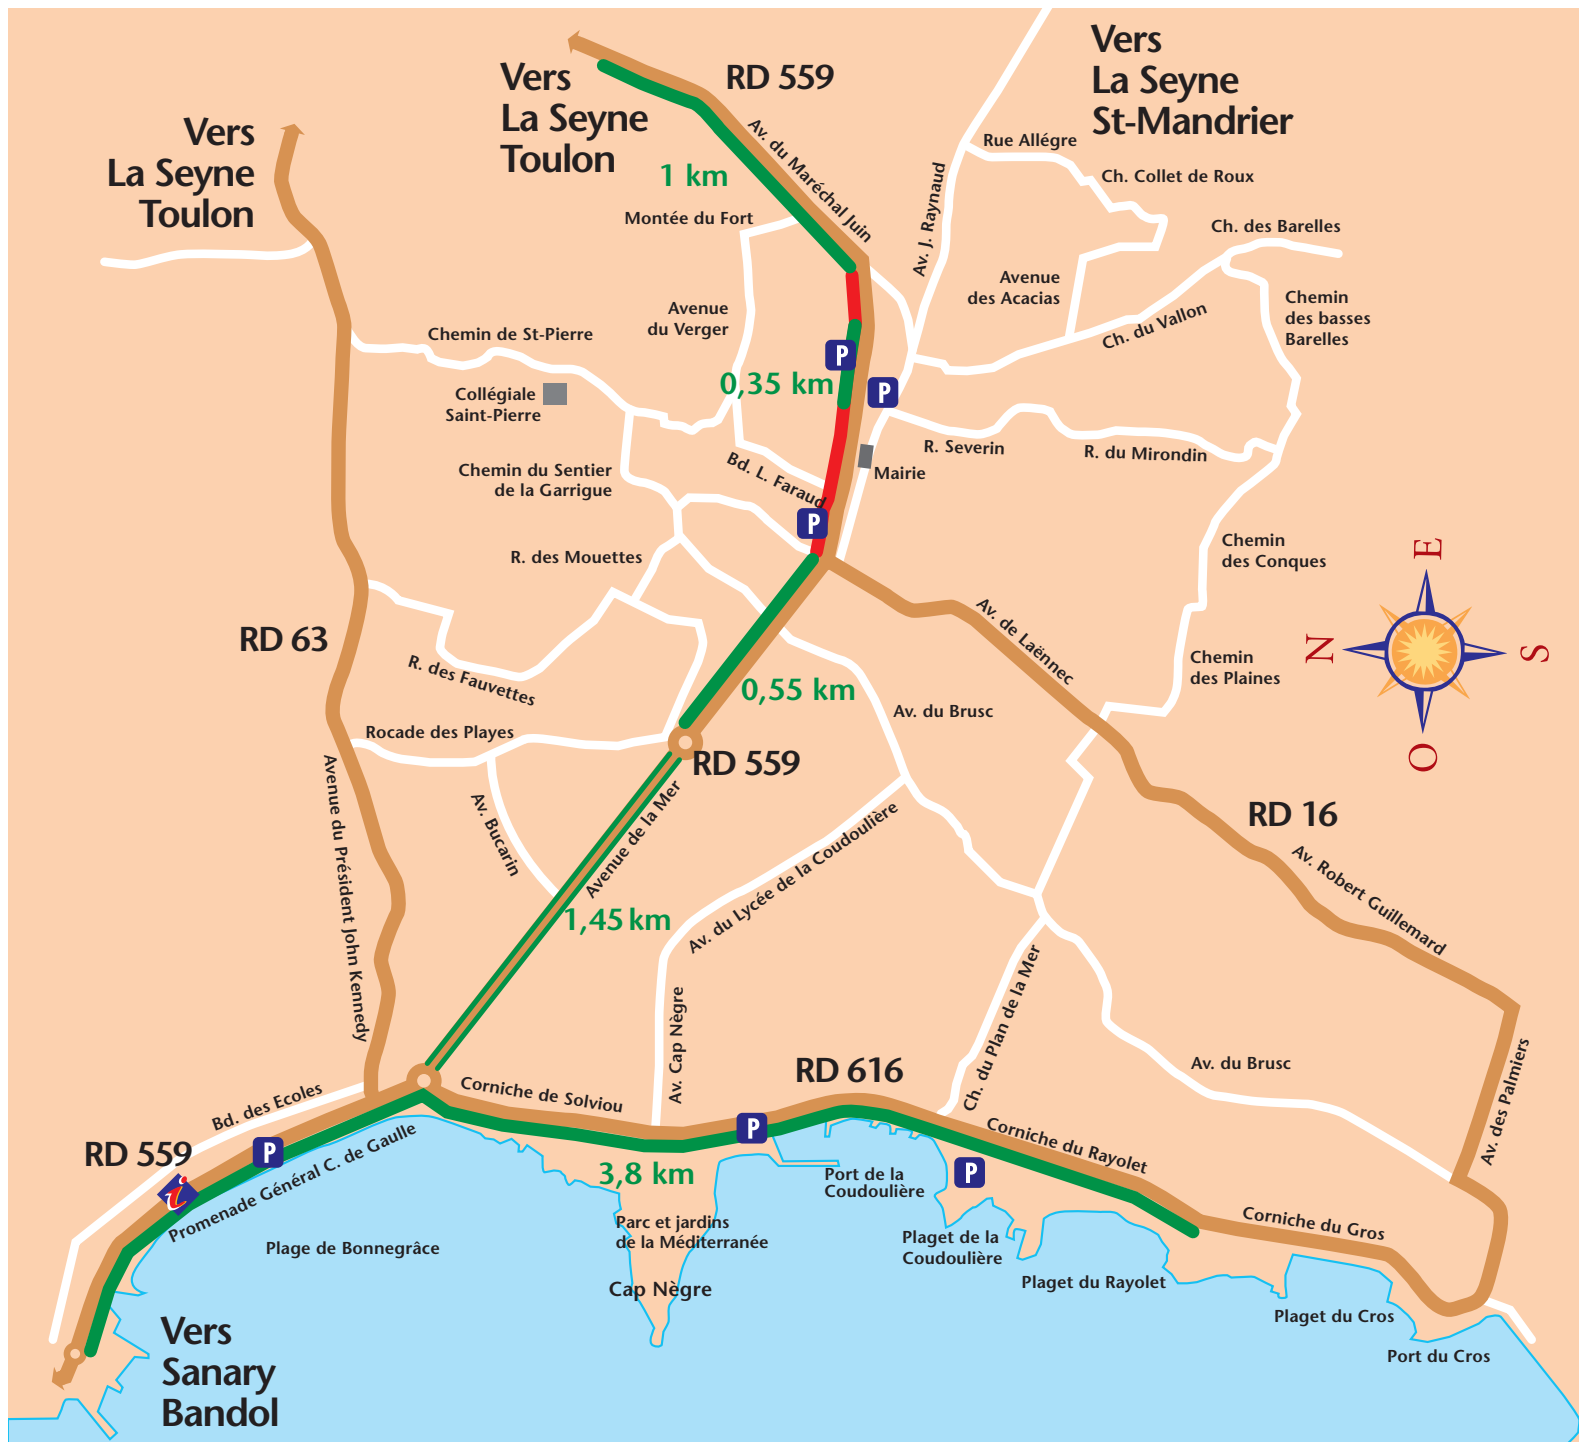 Vers
La Seyne
Toulon
Vers
La Seyne
Toulon
RD 559
Vers
La Seyne
St-Mandrier
Av. du Maréchal Juin
1 km
Montée du Fort
Av. J. Raynaud
Rue Allégre
Ch. Collet de Roux
Ch. des Barelles
Avenue
des Acacias
Ch. du Vallon
Chemin
des basses
Barelles
Avenue
du Verger
Chemin de St-Pierre
P
0,35 km
P
Collégiale
Saint-Pierre
Chemin du Sentier
de la Garrigue
Bd. L. Faraud
Mairie
R. Severin
R. du Mirondin
P
R. des Mouettes
Chemin
des Conques
E
N
S
O
RD 63
R. des Fauvettes
Av. de Laënnec
Chemin
des Plaines
0,55 km
Av. du Brusc
Rocade des Playes
RD 559
Avenue du Président John Kennedy
Av. Bucarin
Avenue de la Mer
Av. du Lycée de la Coudoulière
RD 16
Av. Robert Guillemard
1,45 km
Av. Cap Nègre
Ch. du Plan de la Mer
Av. du Brusc
Av. des Palmiers
RD 616
Corniche de Solviou
Bd. des Ecoles
RD 559
P
i
Promenade Général C. de Gaulle
P
3,8 km
Corniche du Rayolet
Port de la
Coudoulière
P
Parc et jardins
de la Méditerranée
Plage de Bonnegrâce
Cap Nègre
Plaget de la
Coudoulière
Plaget du Rayolet
Corniche du Gros
Plaget du Cros
Port du Cros
Vers
Sanary
Bandol